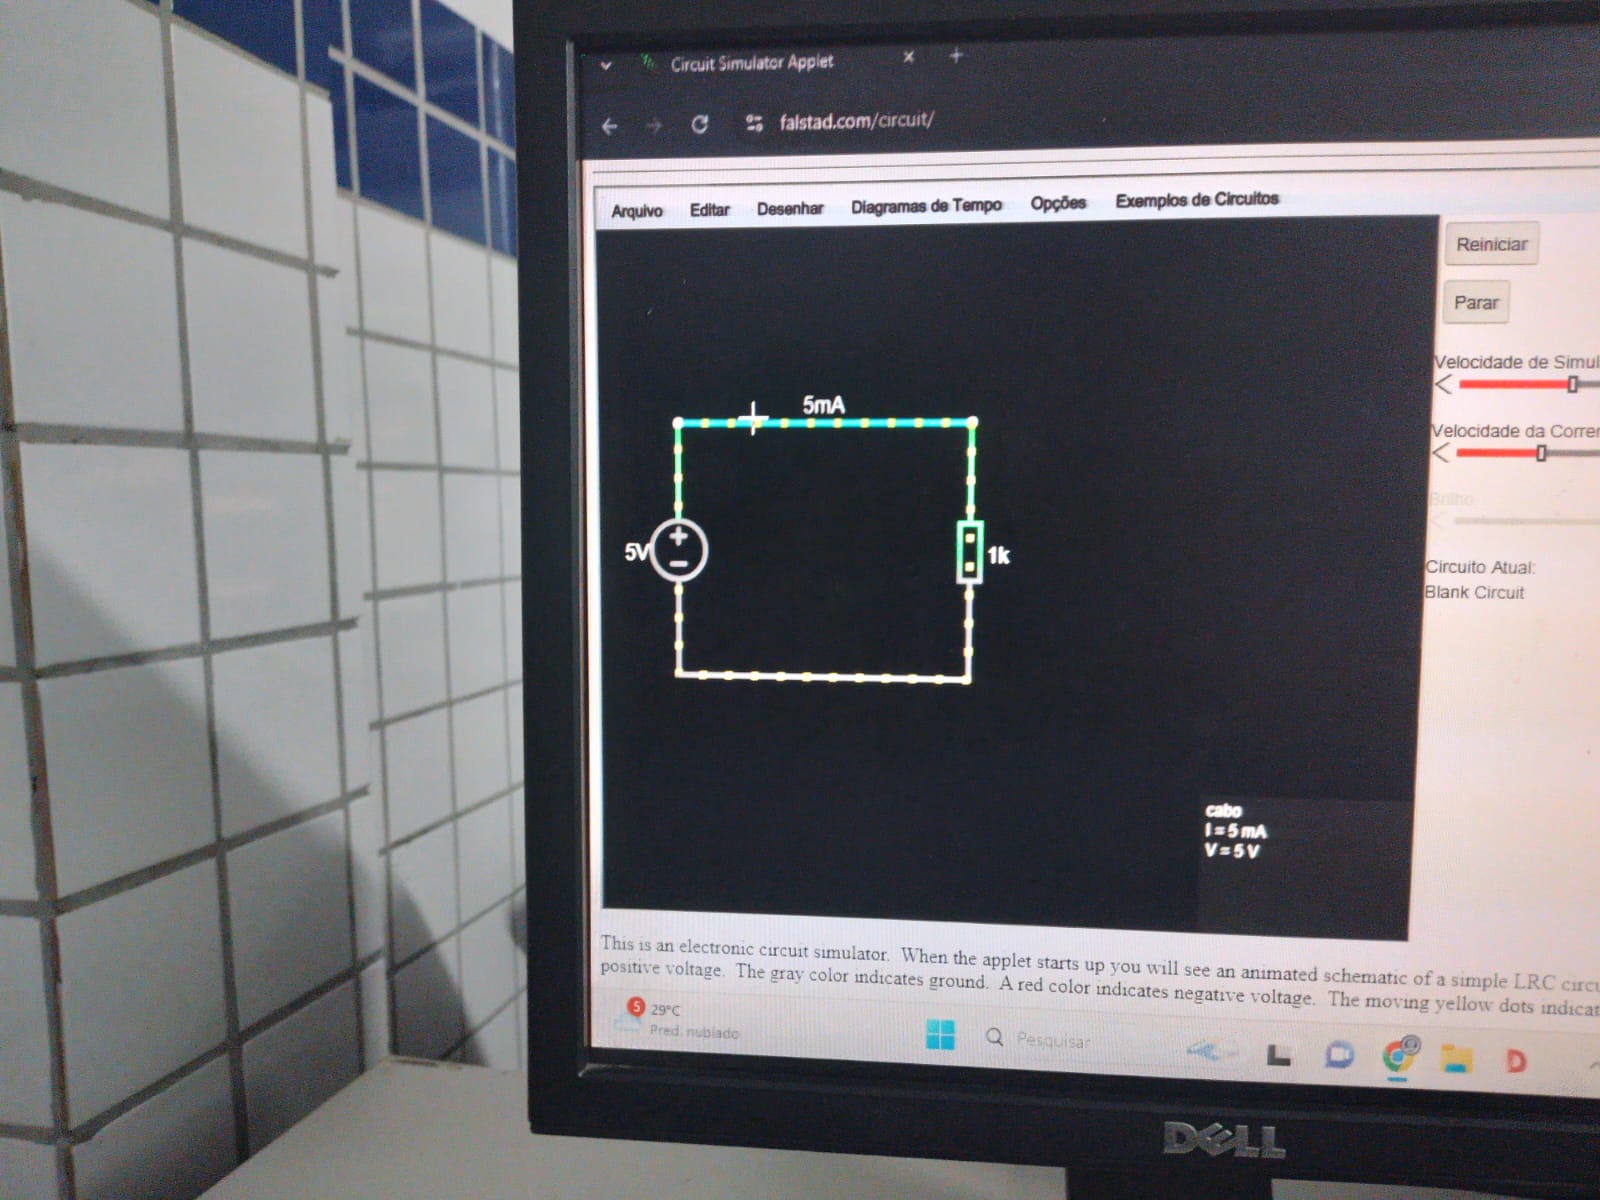 Circuit Simulator Applet
falstad.com/circuit/
Arquivo Editar Desenhar Diagramas de Tempo Opções Exemplos de Circuitos
Reiniciar
Parar
Velocidade de Simul
Velocidade da Corren
Brilho
Circuito Atual:
Blank Circuit
5mA
5V
1k
cabo
I = 5 mA
V = 5 V
This is an electronic circuit simulator. When the applet starts up you will see an animated schematic of a simple LRC circu
positive voltage. The gray color indicates ground. A red color indicates negative voltage. The moving yellow dots indicat
5
29°C
Pred. nublado
Pesquisar
DELL